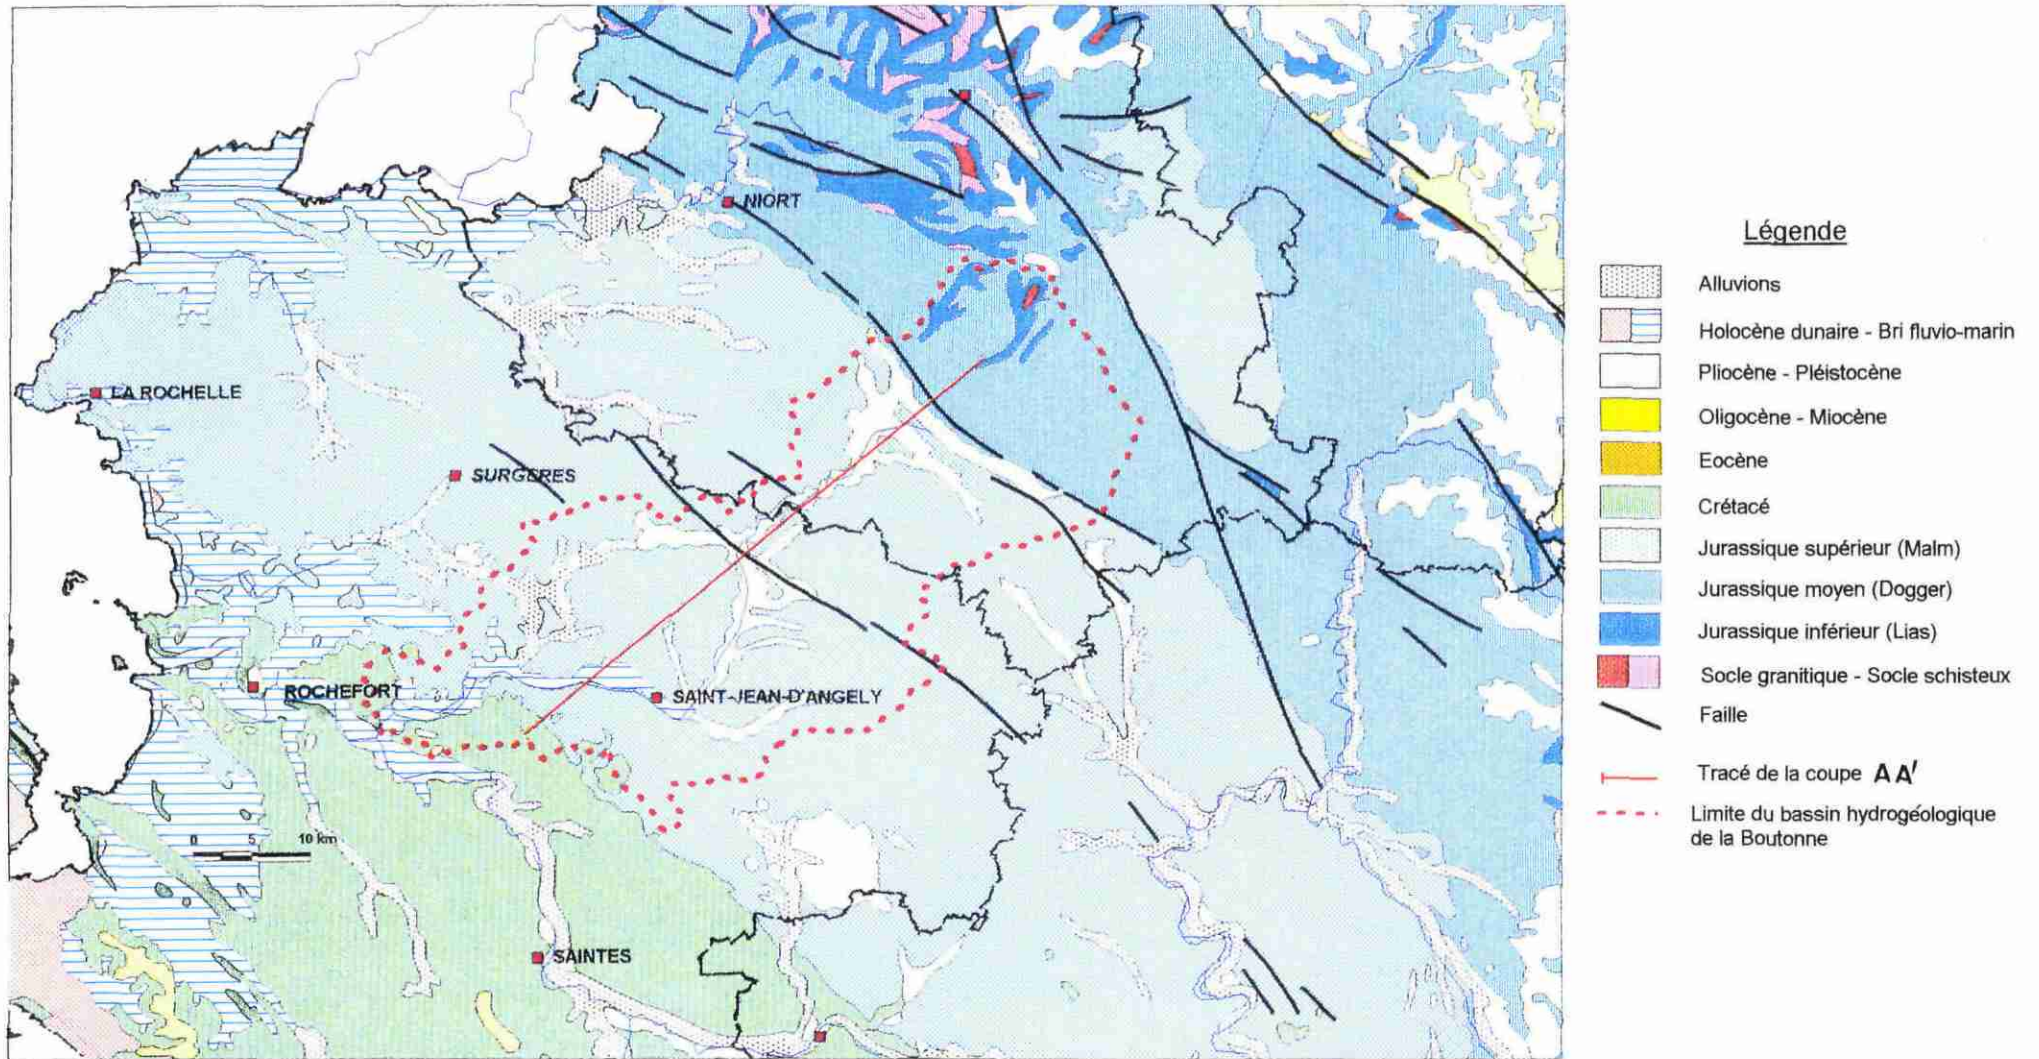 NIORT
LA ROCHELLE
SURGERES
ROCHEFORT
SAINT-JEAN-D'ANGELY
0 5 10 km
SAINTES
Légende
Alluvions
Holocène dunaire - Bri fluvio-marin
Pliocène - Pléistocène
Oligocène - Miocène
Eocène
Crétacé
Jurassique supérieur (Malm)
Jurassique moyen (Dogger)
Jurassique inférieur (Lias)
Socle granitique - Socle schisteux
Faille
Tracé de la coupe AA'
Limite du bassin hydrogéologique
de la Boutonne